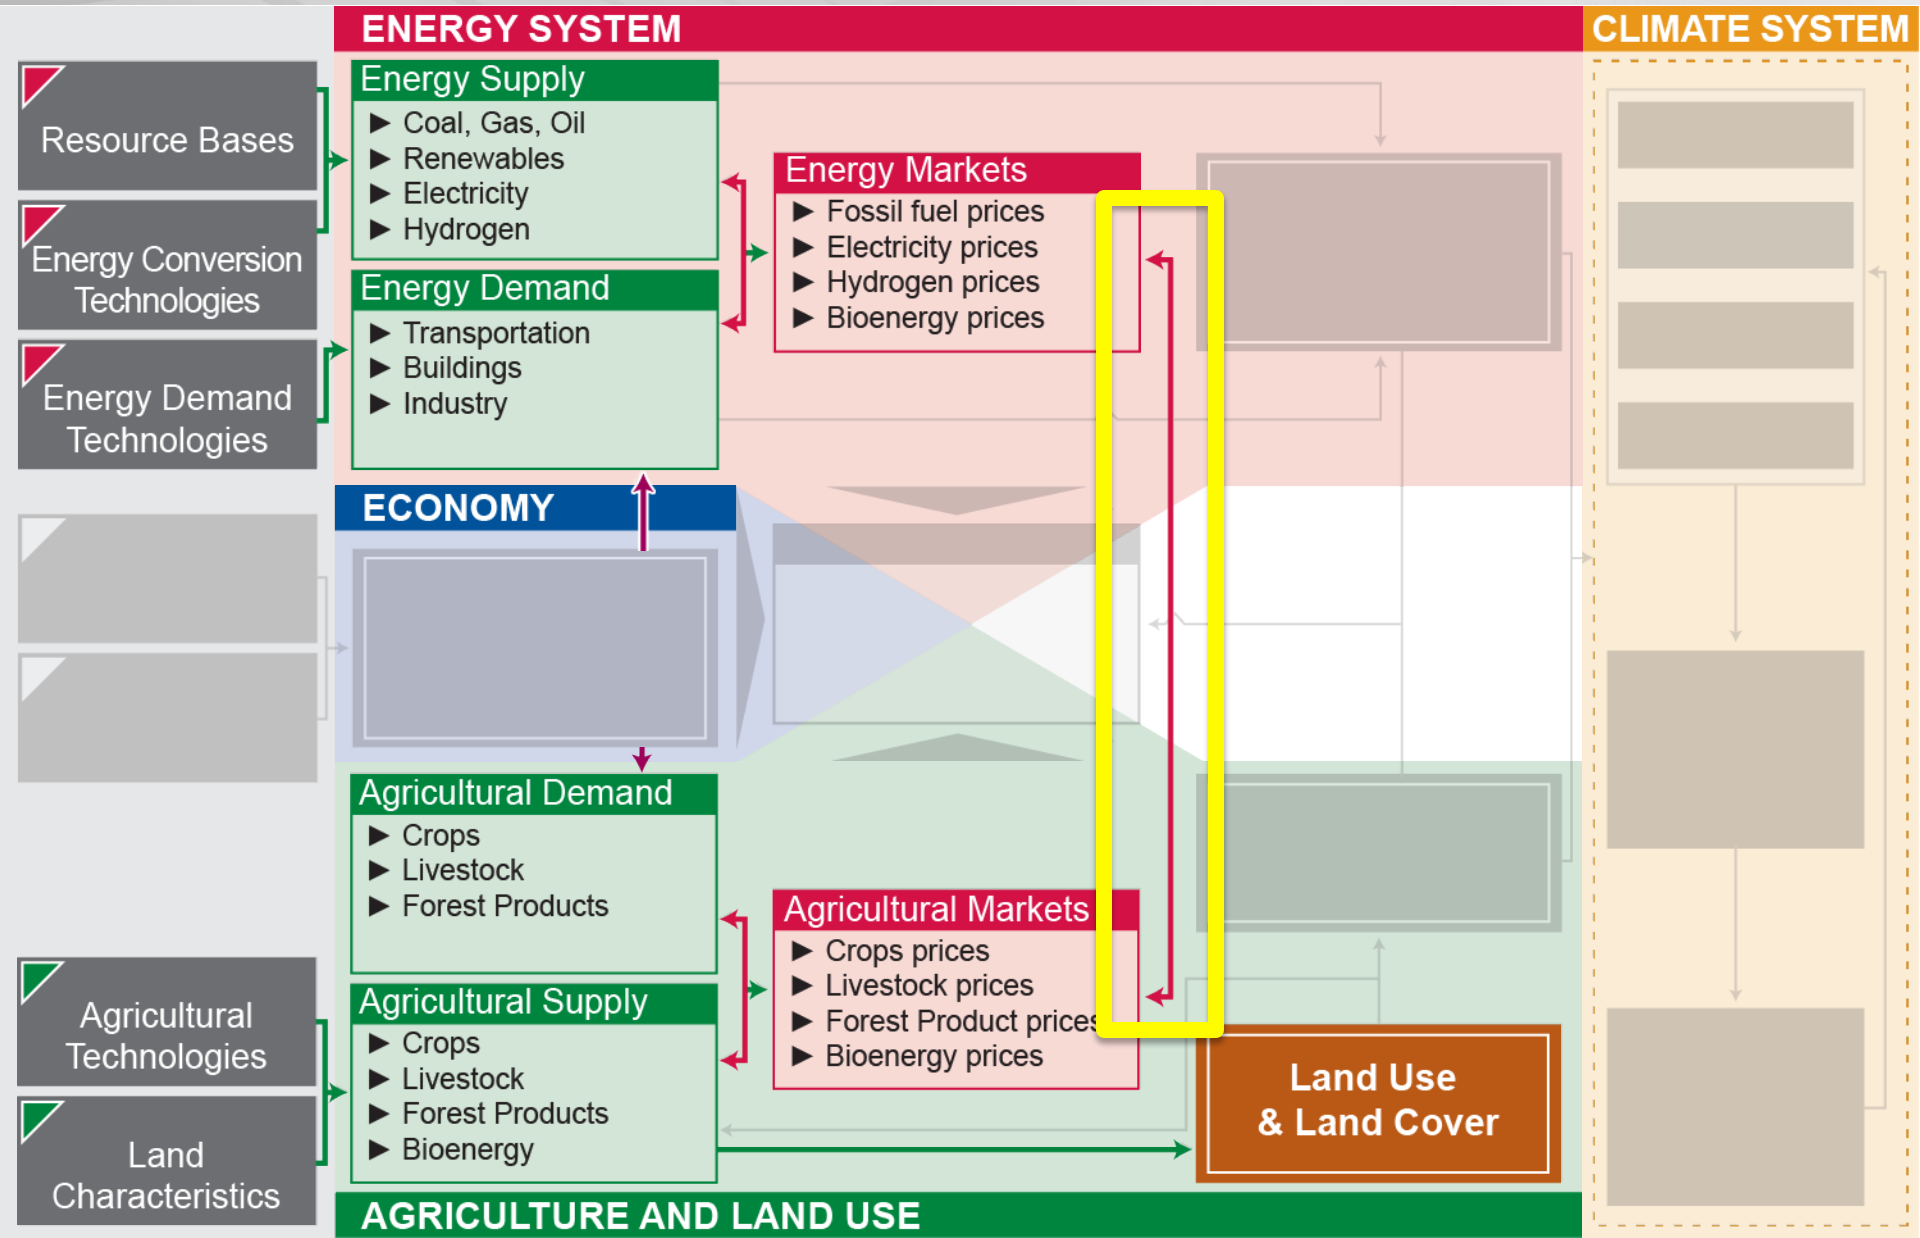 ENERGY SYSTEM
CLIMATE SYSTEM
Resource Bases
Energy Conversion
Technologies
Energy Demand
Technologies
Energy Supply
► Coal, Gas, Oil
► Renewables
► Electricity
► Hydrogen
Energy Demand
► Transportation
► Buildings
► Industry
Energy Markets
► Fossil fuel prices
► Electricity prices
► Hydrogen prices
► Bioenergy prices
ECONOMY
Agricultural Demand
► Crops
► Livestock
► Forest Products
Agricultural
Technologies
Land
Characteristics
Agricultural Supply
► Crops
► Livestock
► Forest Products
► Bioenergy
Agricultural Markets
► Crops prices
► Livestock prices
► Forest Product prices
► Bioenergy prices
Land Use
& Land Cover
AGRICULTURE AND LAND USE